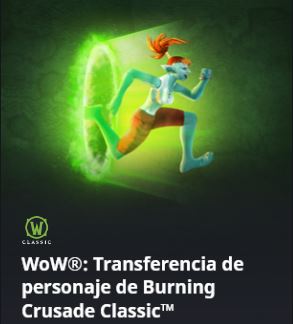 W
CLASSIC
WoW®: Transferencia de
personaje de Burning
Crusade Classic™